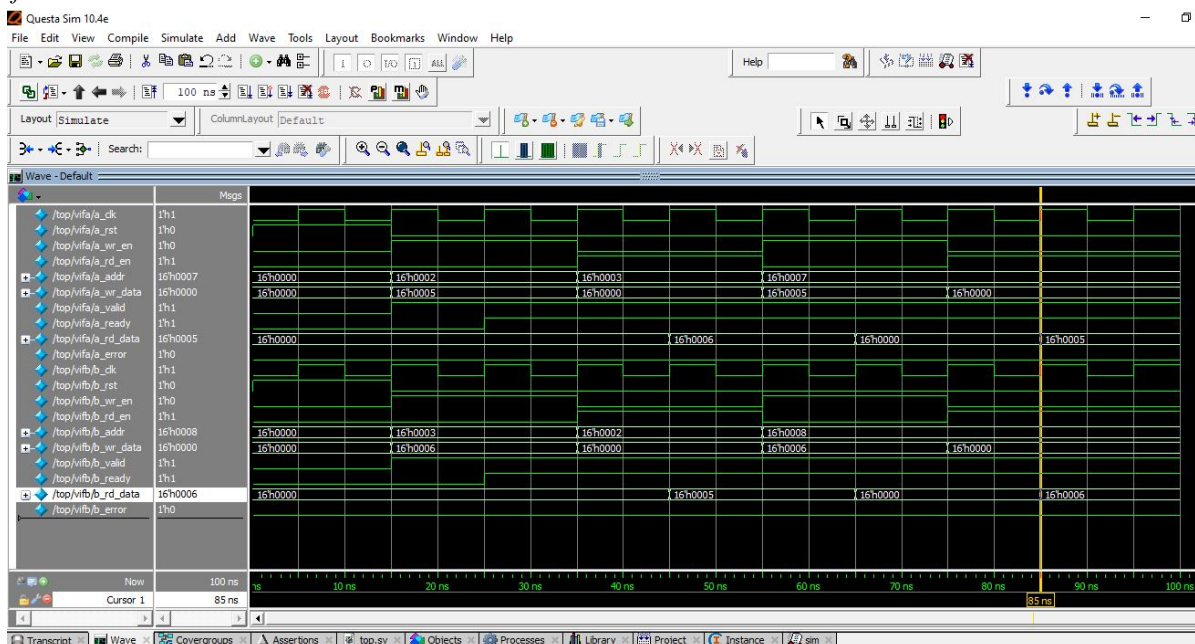 Questa Sim 10.4e
File Edit View Compile Simulate Add Wave Tools Layout Bookmarks Window Help
Help
100 ns
Layout Simulate ColumnLayout Default
Search:
Wave - Default
Msgs
/top/vifa/a_clk 1'h1
/top/vifa/a_rst 1'h0
/top/vifa/a_wr_en 1'h0
/top/vifa/a_rd_en 1'h1
/top/vifa/a_addr 16'h0007 16'h0000 16'h0002 16'h0003 16'h0007
/top/vifa/a_wr_data 16'h0000 16'h0000 16'h0005 16'h0000 16'h0005 16'h0000
/top/vifa/a_valid 1'h1
/top/vifa/a_ready 1'h1
/top/vifa/a_rd_data 16'h0005 16'h0000 16'h0006 16'h0000 16'h0005
/top/vifa/a_error 1'h0
/top/vifb/b_clk 1'h1
/top/vifb/b_rst 1'h0
/top/vifb/b_wr_en 1'h0
/top/vifb/b_rd_en 1'h1
/top/vifb/b_addr 16'h0008 16'h0000 16'h0003 16'h0002 16'h0008
/top/vifb/b_wr_data 16'h0000 16'h0000 16'h0006 16'h0000 16'h0006 16'h0000
/top/vifb/b_valid 1'h1
/top/vifb/b_ready 1'h1
/top/vifb/b_rd_data 16'h0006 16'h0000 16'h0005 16'h0000 16'h0006
/top/vifb/b_error 1'h0
Now 100 ns ns 10 ns 20 ns 30 ns 40 ns 50 ns 60 ns 70 ns 80 ns 90 ns 100 ns
Cursor 1 85 ns 85 ns
Transcript Wave Covergroups Assertions top.sv Objects Processes Library Project Instance sim